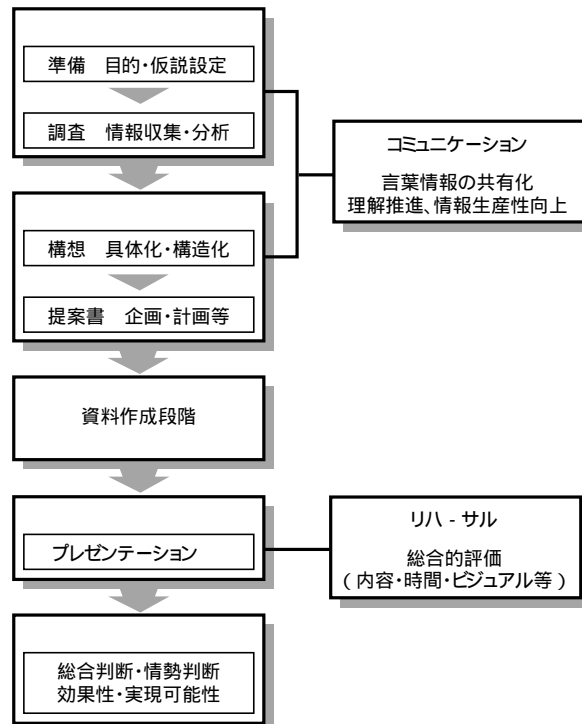 準備　目的・仮説設定
調査　情報収集・分析
コミュニケーション
言葉情報の共有化
理解推進、情報生産性向上
構想　具体化・構造化
提案書　企画・計画等
資料作成段階
プレゼンテーション
リハ - サル
総合的評価
( 内容・時間・ビジュアル等 )
総合判断・情勢判断
効果性・実現可能性